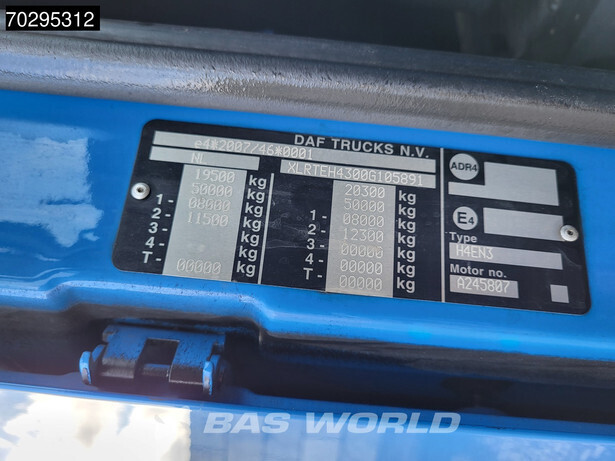 70295312
DAF TRUCKS N.V.
e4*2007/46*0001
NL XLRTEH4300G105891
19500 kg 20300 kg
50000 kg 50000 kg
1 - 08000 kg 1 - 08000 kg
2 - 11500 kg 2 - 12300 kg
3 - kg 3 - 00000 kg
4 - kg 4 - 00000 kg
T - 00000 kg T - 00000 kg
ADR4
E4
Type
H4EN3
Motor no.
A245807
BAS WORLD